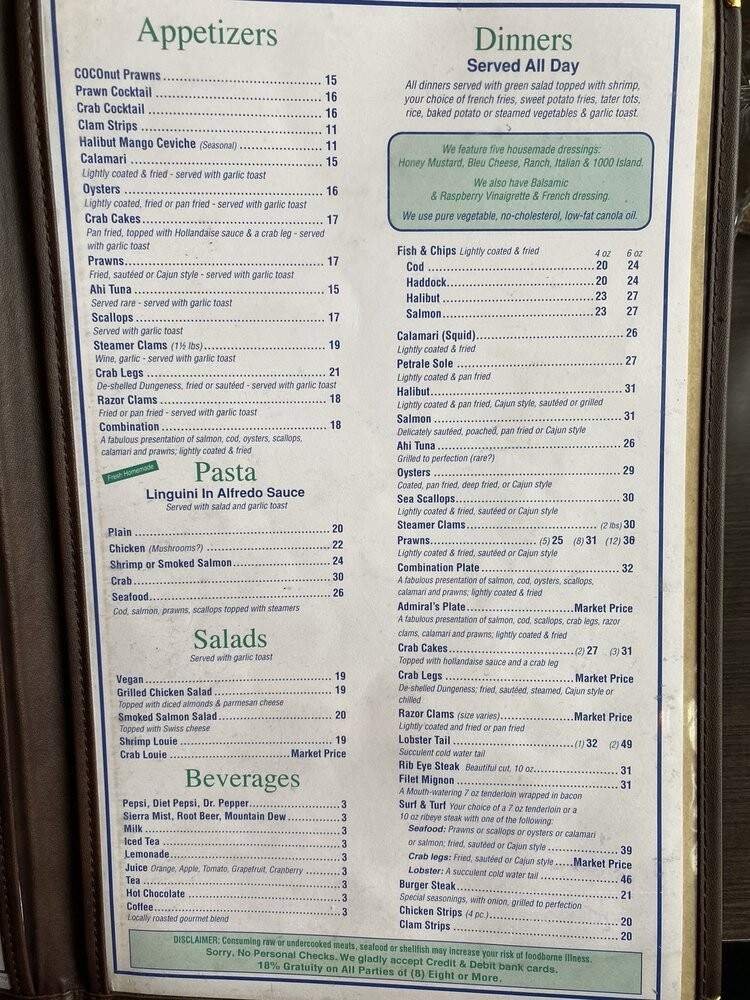 Appetizers
COCOnut Prawns 15
Prawn Cocktail 16
Crab Cocktail 16
Clam Strips 11
Halibut Mango Ceviche (Seasonal) 11
Calamari 15
Lightly coated & fried - served with garlic toast
Oysters 16
Lightly coated, fried or pan fried - served with garlic toast
Crab Cakes 17
Pan fried, topped with Hollandaise sauce & a crab leg - served
with garlic toast
Prawns 17
Fried, sautéed or Cajun style - served with garlic toast
Ahi Tuna 15
Served rare - served with garlic toast
Scallops 17
Served with garlic toast
Steamer Clams (1½ lbs) 19
Wine, garlic - served with garlic toast
Crab Legs 21
De-shelled Dungeness, fried or sautéed - served with garlic toast
Razor Clams 18
Fried or pan fried - served with garlic toast
Combination 18
A fabulous presentation of salmon, cod, oysters, scallops,
calamari and prawns; lightly coated & fried
Fresh Homemade
Pasta
Linguini In Alfredo Sauce
Served with salad and garlic toast
Plain 20
Chicken (Mushrooms?) 22
Shrimp or Smoked Salmon 24
Crab 30
Seafood 26
Cod, salmon, prawns, scallops topped with steamers
Salads
Served with garlic toast
Vegan 19
Grilled Chicken Salad 19
Topped with diced almonds & parmesan cheese
Smoked Salmon Salad 20
Topped with Swiss cheese
Shrimp Louie 19
Crab Louie Market Price
Beverages
Pepsi, Diet Pepsi, Dr. Pepper 3
Sierra Mist, Root Beer, Mountain Dew 3
Milk 3
Iced Tea 3
Lemonade 3
Juice Orange, Apple, Tomato, Grapefruit, Cranberry 3
Tea 3
Hot Chocolate 3
Coffee 3
Locally roasted gourmet blend
Dinners
Served All Day
All dinners served with green salad topped with shrimp,
your choice of french fries, sweet potato fries, tater tots,
rice, baked potato or steamed vegetables & garlic toast.
We feature five housemade dressings:
Honey Mustard, Bleu Cheese, Ranch, Italian & 1000 Island.
We also have Balsamic
& Raspberry Vinaigrette & French dressing.
We use pure vegetable, no-cholesterol, low-fat canola oil.
Fish & Chips Lightly coated & fried 4 oz 6 oz
Cod 20 24
Haddock 20 24
Halibut 23 27
Salmon 23 27
Calamari (Squid) 26
Lightly coated & fried
Petrale Sole 27
Lightly coated & pan fried
Halibut 31
Lightly coated & pan fried, Cajun style, sautéed or grilled
Salmon 31
Delicately sautéed, poached, pan fried or Cajun style
Ahi Tuna 26
Grilled to perfection (rare?)
Oysters 29
Coated, pan fried, deep fried, or Cajun style
Sea Scallops 30
Lightly coated & fried, sautéed or Cajun style
Steamer Clams (2 lbs) 30
Prawns (5) 25 (8) 31 (12) 36
Lightly coated & fried, sautéed or Cajun style
Combination Plate 32
A fabulous presentation of salmon, cod, oysters, scallops,
calamari and prawns; lightly coated & fried
Admiral's Plate Market Price
A fabulous presentation of salmon, cod, scallops, crab legs, razor
clams, calamari and prawns; lightly coated & fried
Crab Cakes (2) 27 (3) 31
Topped with hollandaise sauce and a crab leg
Crab Legs Market Price
De-shelled Dungeness; fried, sautéed, steamed, Cajun style or
chilled
Razor Clams (size varies) Market Price
Lightly coated and fried or pan fried
Lobster Tail (1) 32 (2) 49
Succulent cold water tail
Rib Eye Steak Beautiful cut, 10 oz. 31
Filet Mignon 31
A Mouth-watering 7 oz tenderloin wrapped in bacon
Surf & Turf Your choice of a 7 oz tenderloin or a
10 oz ribeye steak with one of the following:
Seafood: Prawns or scallops or oysters or calamari
or salmon; fried, sautéed or Cajun style 39
Crab legs: Fried, sautéed or Cajun style Market Price
Lobster: A succulent cold water tail 46
Burger Steak 21
Special seasonings, with onion, grilled to perfection
Chicken Strips (4 pc.) 20
Clam Strips 20
DISCLAIMER: Consuming raw or undercooked meats, seafood or shellfish may increase your risk of foodborne illness.
Sorry, No Personal Checks. We gladly accept Credit & Debit bank cards.
18% Gratuity on All Parties of (8) Eight or More.